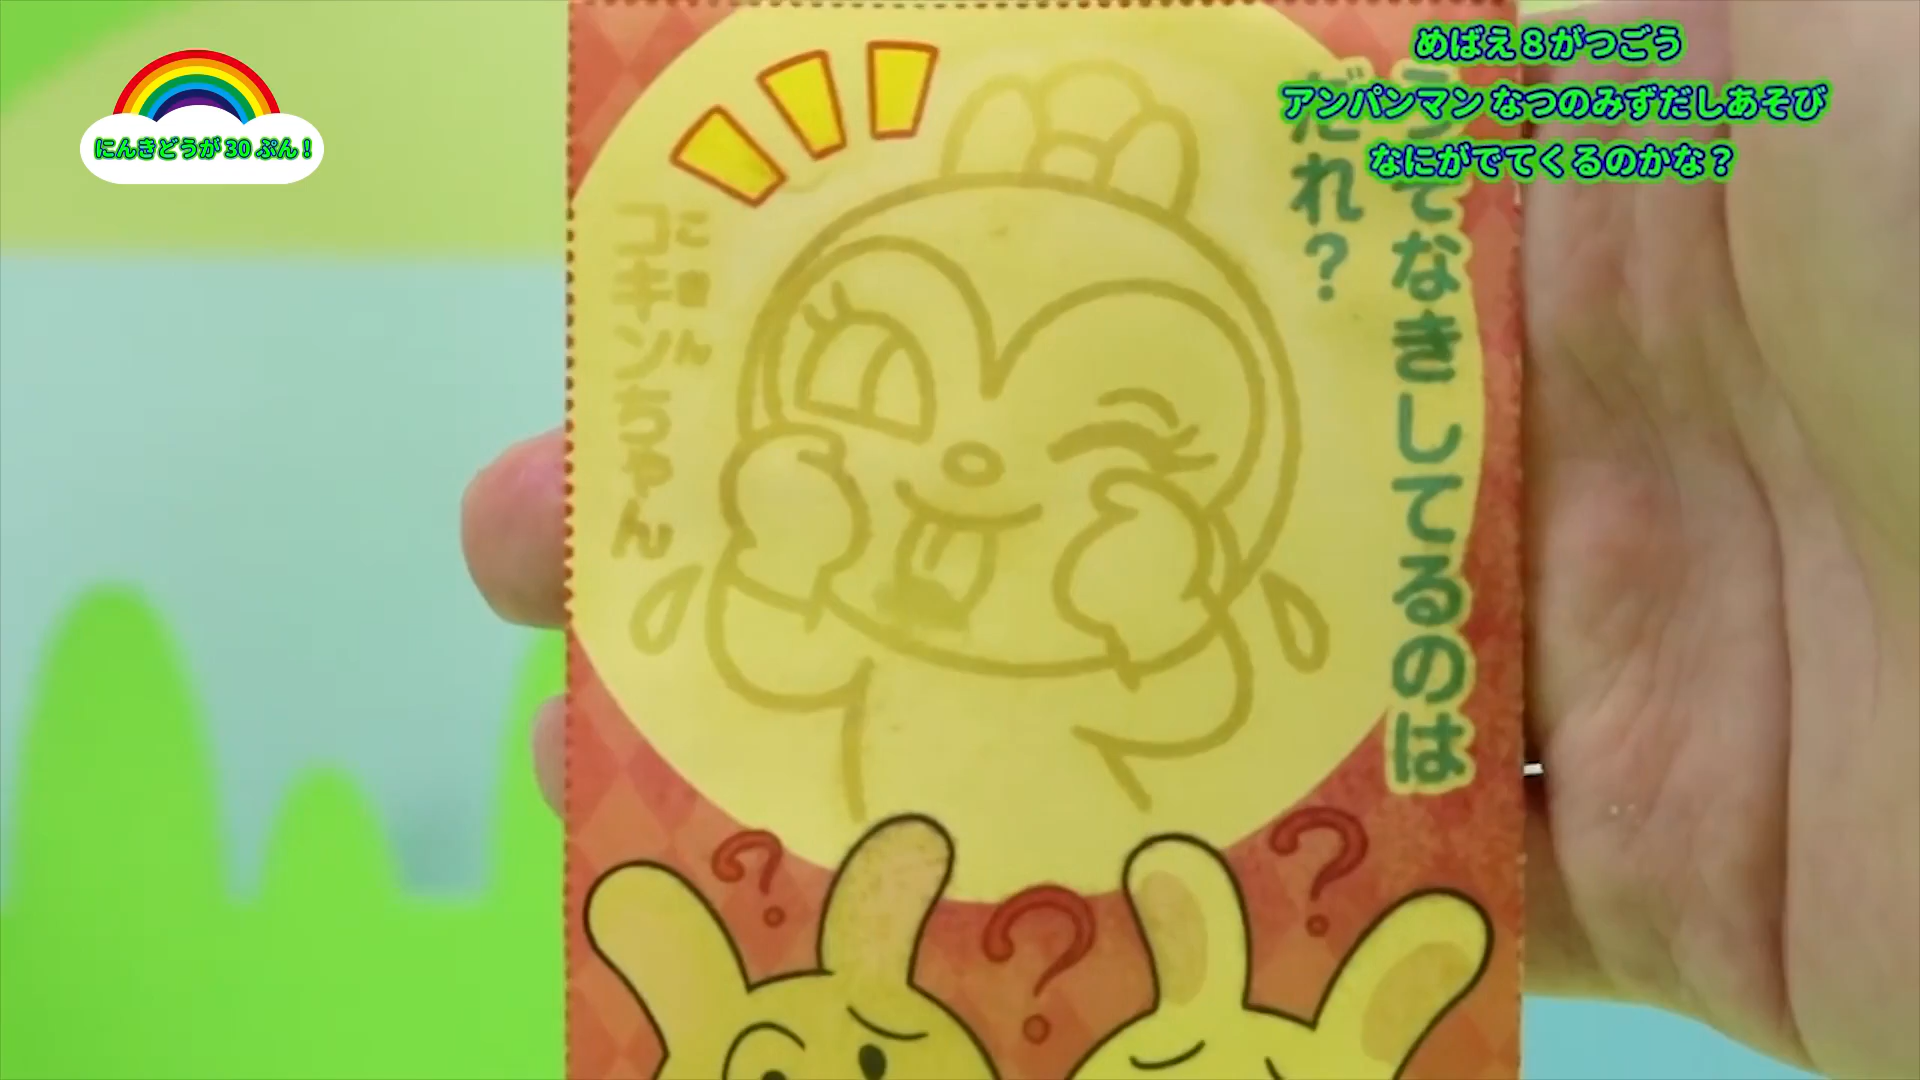 にんきどうが30ぷん!
めばえ８がつごう
アンパンマン なつのみずだしあそび
なにがでてくるのかな？
うそなきしてるのは
だれ?
こきん
コキンちゃん